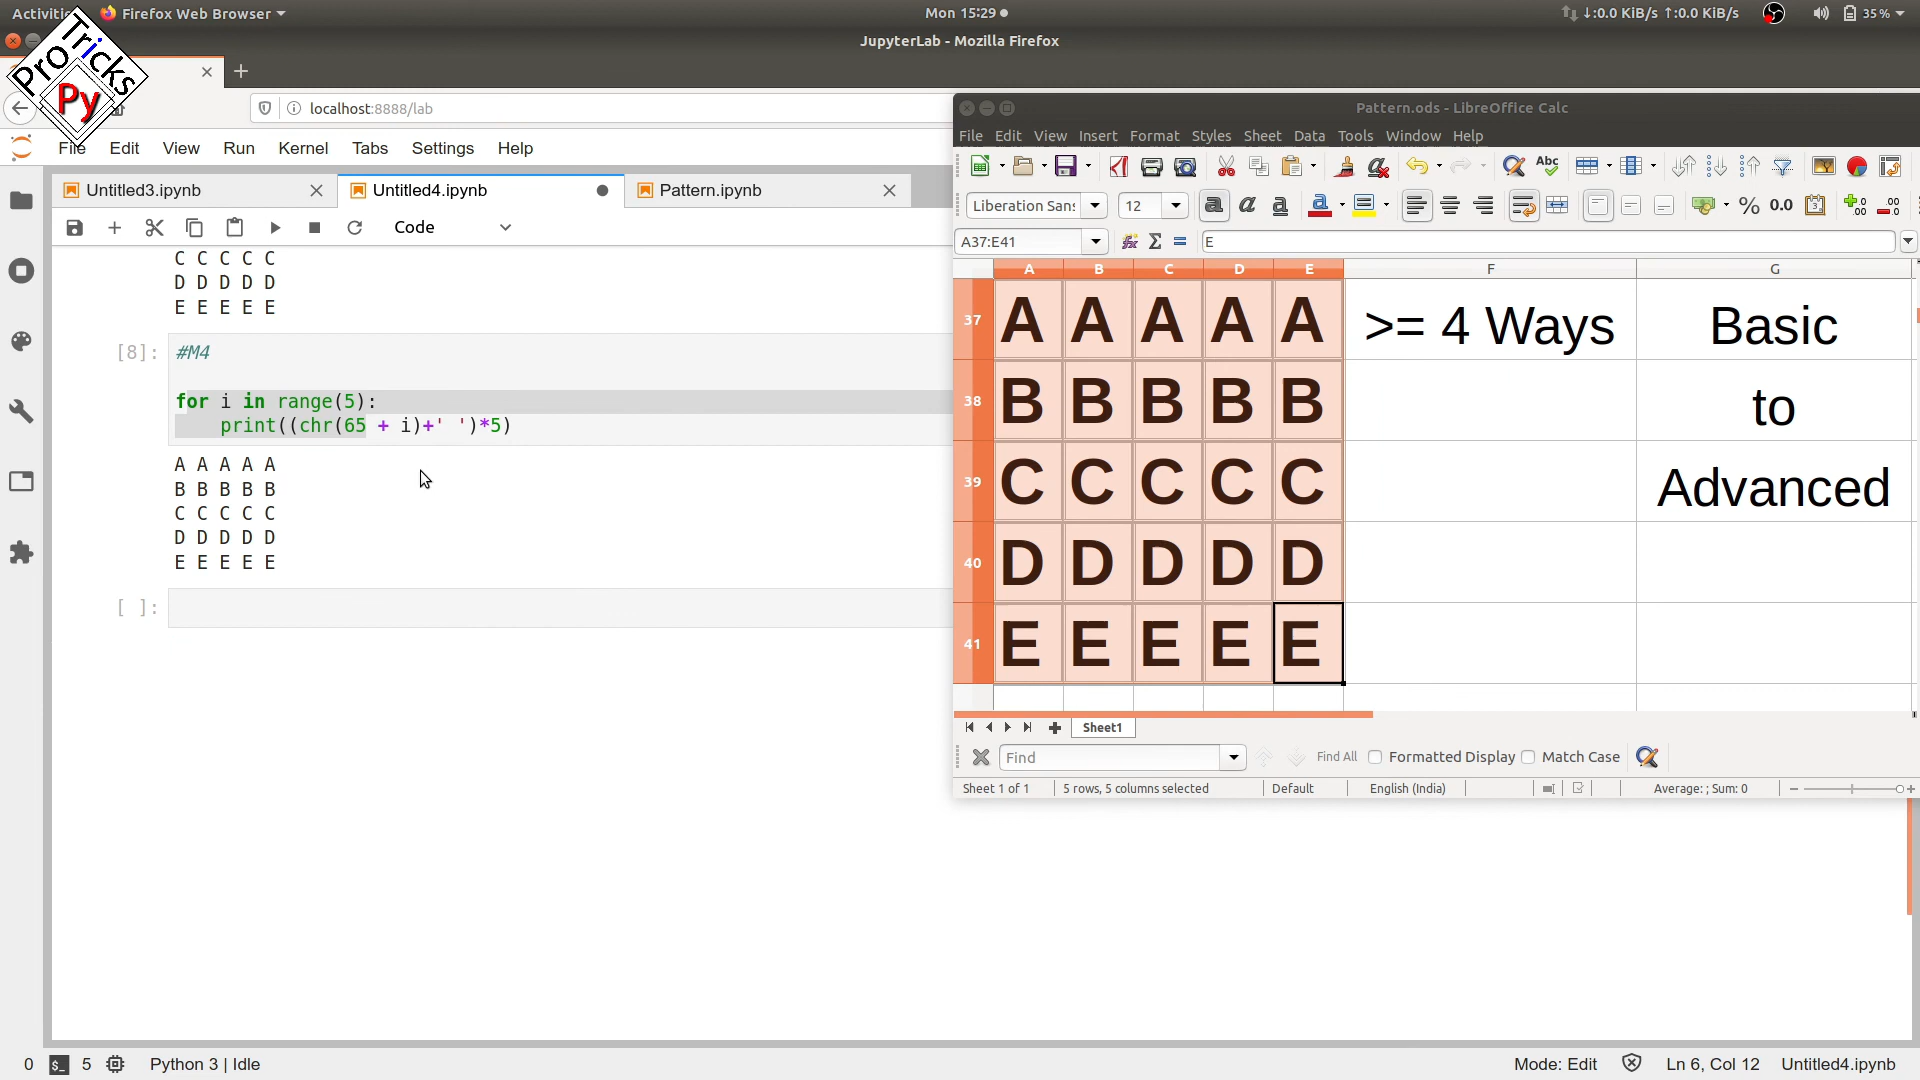 Activitie
Firefox Web Browser
Mon 15:29
↓:0.0 KiB/s ↑:0.0 KiB/s
35%
JupyterLab - Mozilla Firefox
ProTricks
Py
localhost:8888/lab
File Edit View Run Kernel Tabs Settings Help
Untitled3.ipynb
Untitled4.ipynb
Pattern.ipynb
Code
C C C C C
D D D D D
E E E E E
[8]: #M4
for i in range(5):
    print((chr(65 + i)+' ')*5)
A A A A A
B B B B B
C C C C C
D D D D D
E E E E E
[ ]:
Pattern.ods - LibreOffice Calc
File Edit View Insert Format Styles Sheet Data Tools Window Help
Abc
Liberation Sans
12
a a a
% 0.0
A37:E41
E
A B C D E F G
37 A A A A A >= 4 Ways Basic
38 B B B B B to
39 C C C C C Advanced
40 D D D D D
41 E E E E E
Sheet1
Find
Find All
Formatted Display
Match Case
Sheet 1 of 1
5 rows, 5 columns selected
Default
English (India)
Average: ; Sum: 0
0
5
Python 3 | Idle
Mode: Edit
Ln 6, Col 12
Untitled4.ipynb